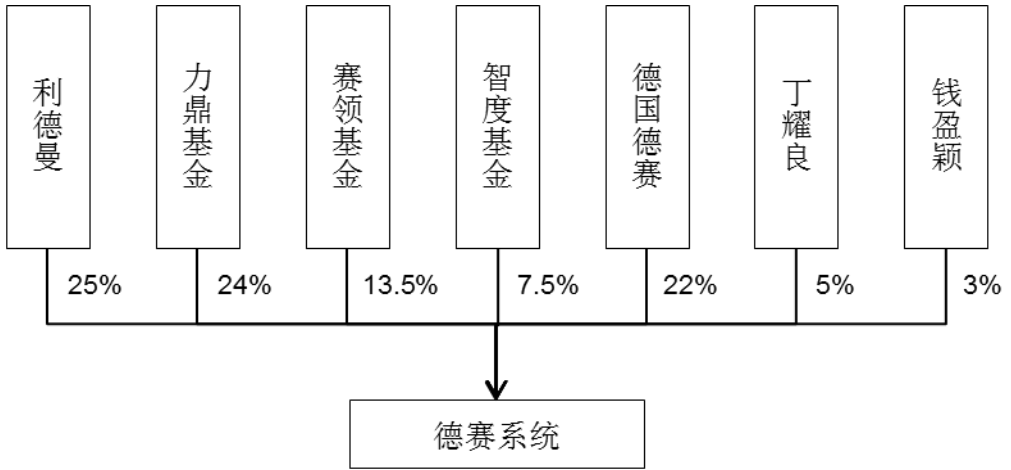 利德曼
力鼎基金
赛领基金
智度基金
德国德赛
丁耀良
钱盈颖
25%
24%
13.5%
7.5%
22%
5%
3%
德赛系统